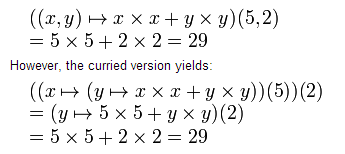 ((x, y) ↦ x × x + y × y)(5, 2)
= 5 × 5 + 2 × 2 = 29
However, the curried version yields:
((x ↦ (y ↦ x × x + y × y))(5))(2)
= (y ↦ 5 × 5 + y × y)(2)
= 5 × 5 + 2 × 2 = 29